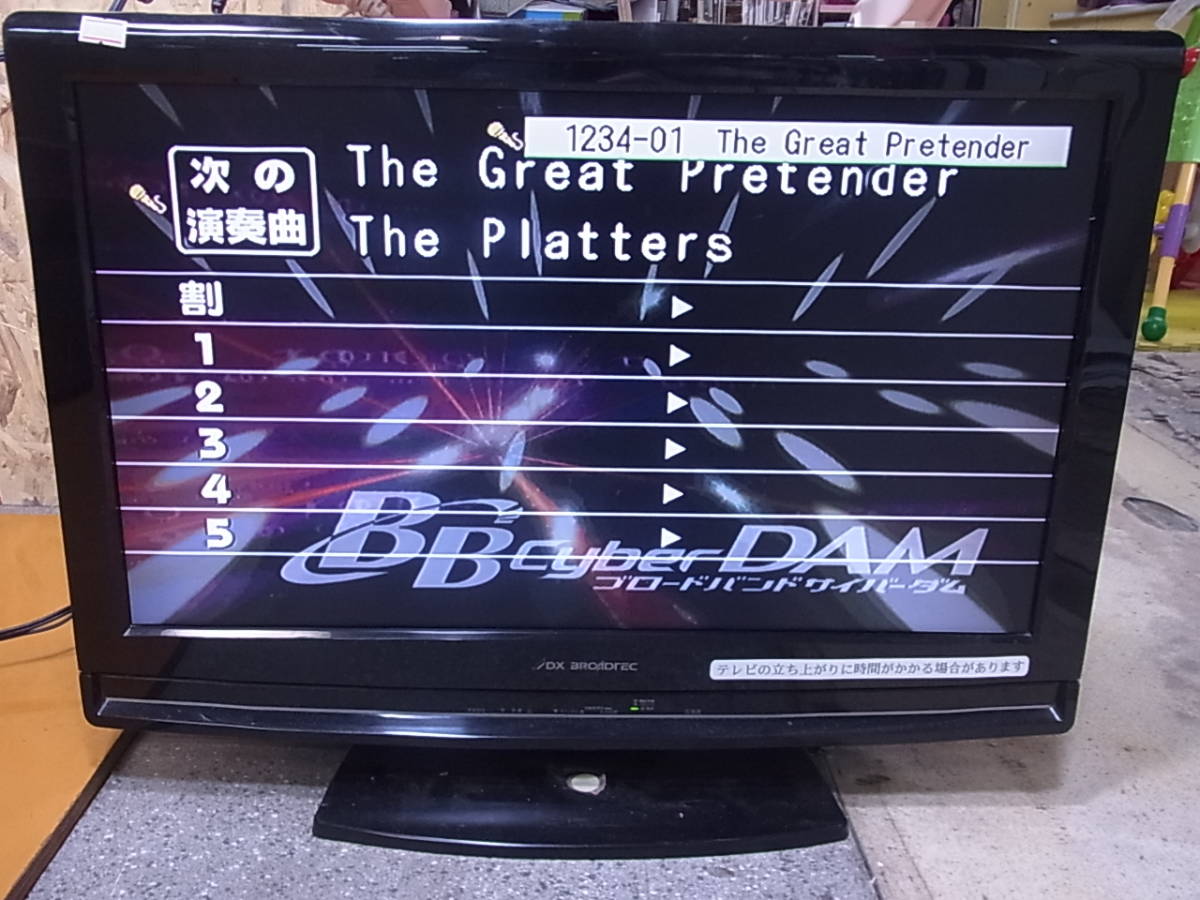 1234-01 The Great Pretender
次の
演奏曲
The Great Pretender
The Platters
割
1
2
3
4
5
BB Cyber DAM
ブロードバンドサイバーダム
DX BROADTEC
テレビの立ち上がりに時間がかかる場合があります